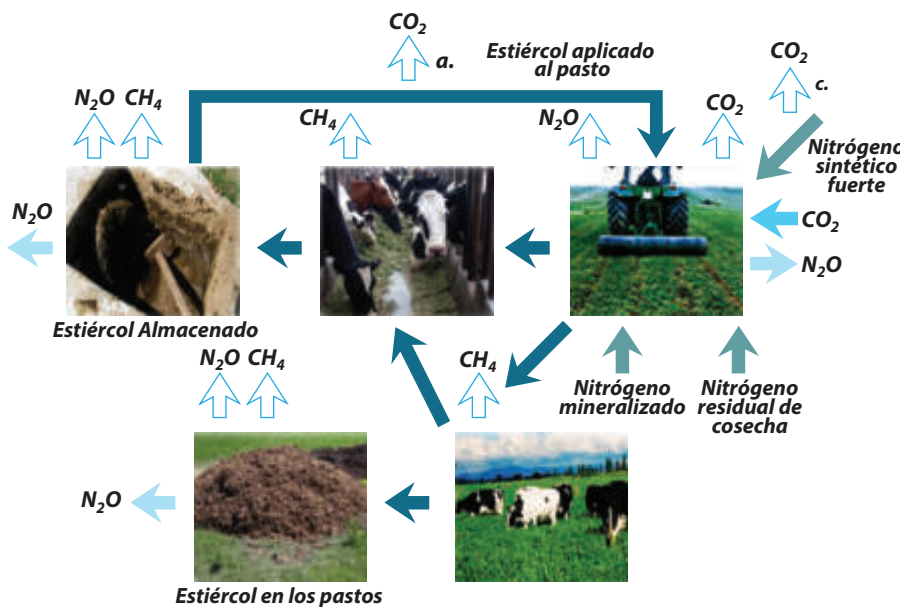 CO2
a.
Estiércol aplicado
al pasto
CO2
c.
N2O CH4
CH4
N2O
CO2
Nitrógeno
sintético
fuerte
N2O
CO2
N2O
Estiércol Almacenado
N2O CH4
CH4
Nitrógeno
mineralizado
Nitrógeno
residual de
cosecha
N2O
Estiércol en los pastos